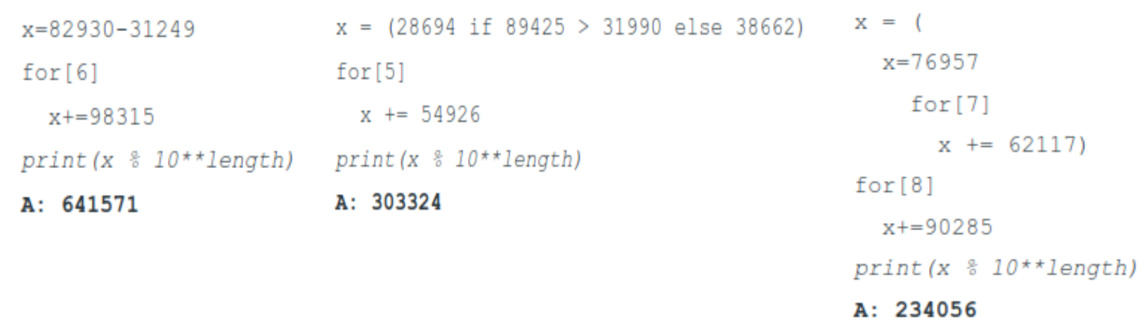 x=82930-31249
for[6]
x+=98315
print(x % 10**length)
A: 641571
x = (28694 if 89425 > 31990 else 38662)
for[5]
x += 54926
print(x % 10**length)
A: 303324
x = (
x=76957
for[7]
x += 62117)
for[8]
x+=90285
print(x % 10**length)
A: 234056